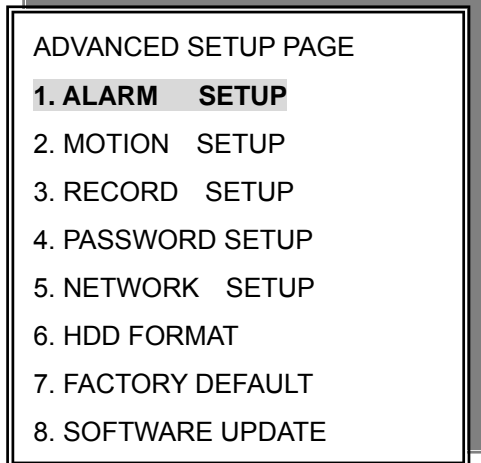 ADVANCED SETUP PAGE
1. ALARM SETUP
2. MOTION SETUP
3. RECORD SETUP
4. PASSWORD SETUP
5. NETWORK SETUP
6. HDD FORMAT
7. FACTORY DEFAULT
8. SOFTWARE UPDATE